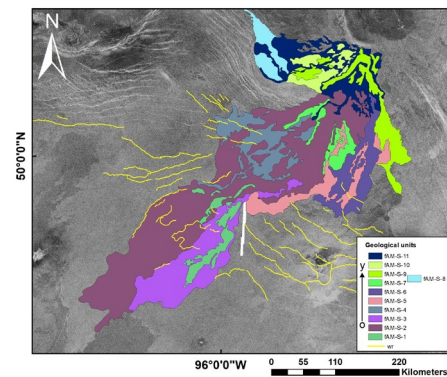 N
50°0'0"N
96°0'0"W
Geological units
fAM-S-11
fAM-S-10
fAM-S-9
fAM-S-7
fAM-S-6
fAM-S-5
fAM-S-4
fAM-S-3
fAM-S-2
fAM-S-1
wr
fAM-S-8
y
o
0 55 110 220
Kilometers